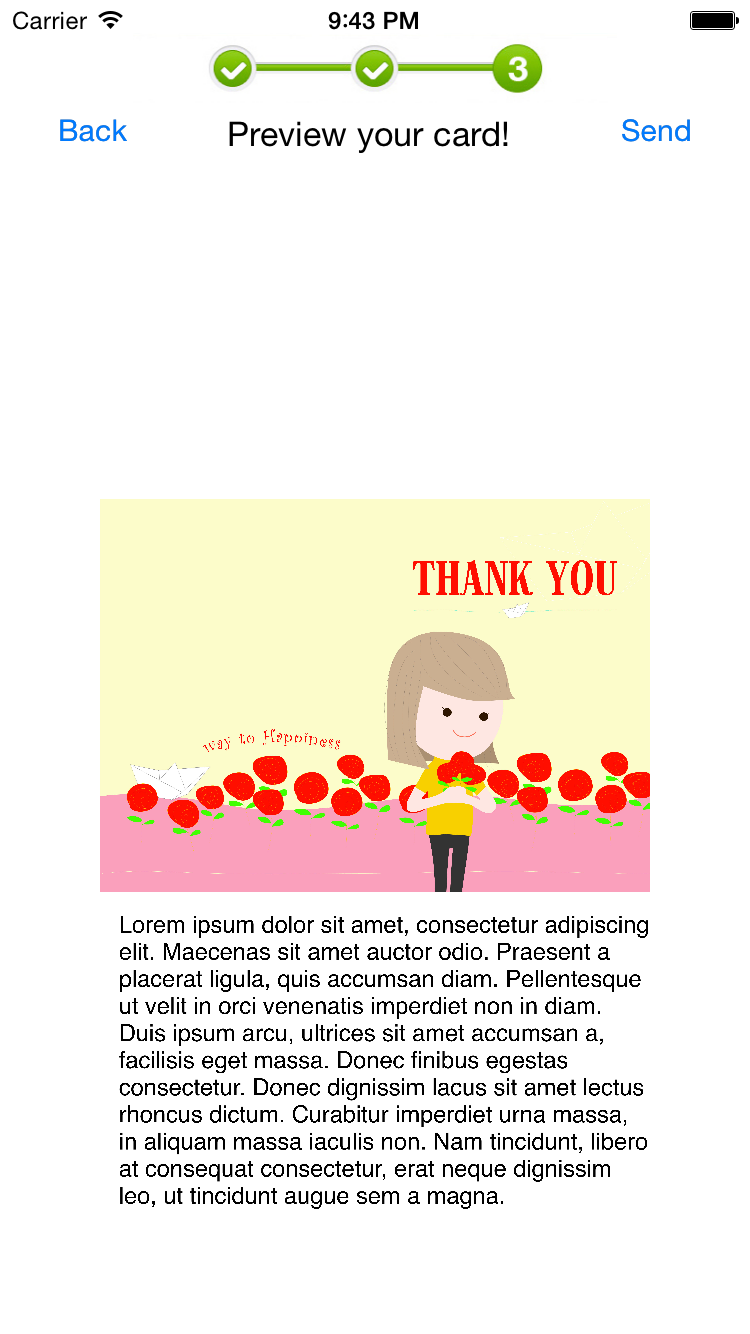 Carrier 9:43 PM
3
Back Preview your card! Send
THANK YOU
way to Happiness
Lorem ipsum dolor sit amet, consectetur adipiscing
elit. Maecenas sit amet auctor odio. Praesent a
placerat ligula, quis accumsan diam. Pellentesque
ut velit in orci venenatis imperdiet non in diam.
Duis ipsum arcu, ultrices sit amet accumsan a,
facilisis eget massa. Donec finibus egestas
consectetur. Donec dignissim lacus sit amet lectus
rhoncus dictum. Curabitur imperdiet urna massa,
in aliquam massa iaculis non. Nam tincidunt, libero
at consequat consectetur, erat neque dignissim
leo, ut tincidunt augue sem a magna.